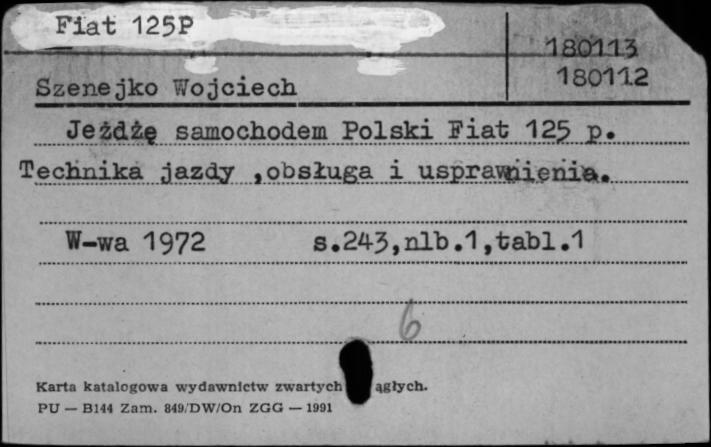 Fiat 125P
180113
180112
Szenejko Wojciech
Jeżdżę samochodem Polski Fiat 125 p.
Technika jazdy ,obsługa i usprawnienia.
W-wa 1972 s.243,nlb.1,tabl.1
6
Karta katalogowa wydawnictw zwartych ągłych.
PU — B144 Zam. 849/DW/On ZGG — 1991